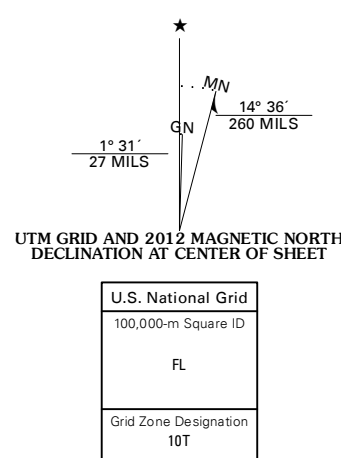 ★
MN
14° 36´
260 MILS
GN
1° 31´
27 MILS
UTM GRID AND 2012 MAGNETIC NORTH
DECLINATION AT CENTER OF SHEET
U.S. National Grid
100,000-m Square ID
FL
Grid Zone Designation
10T